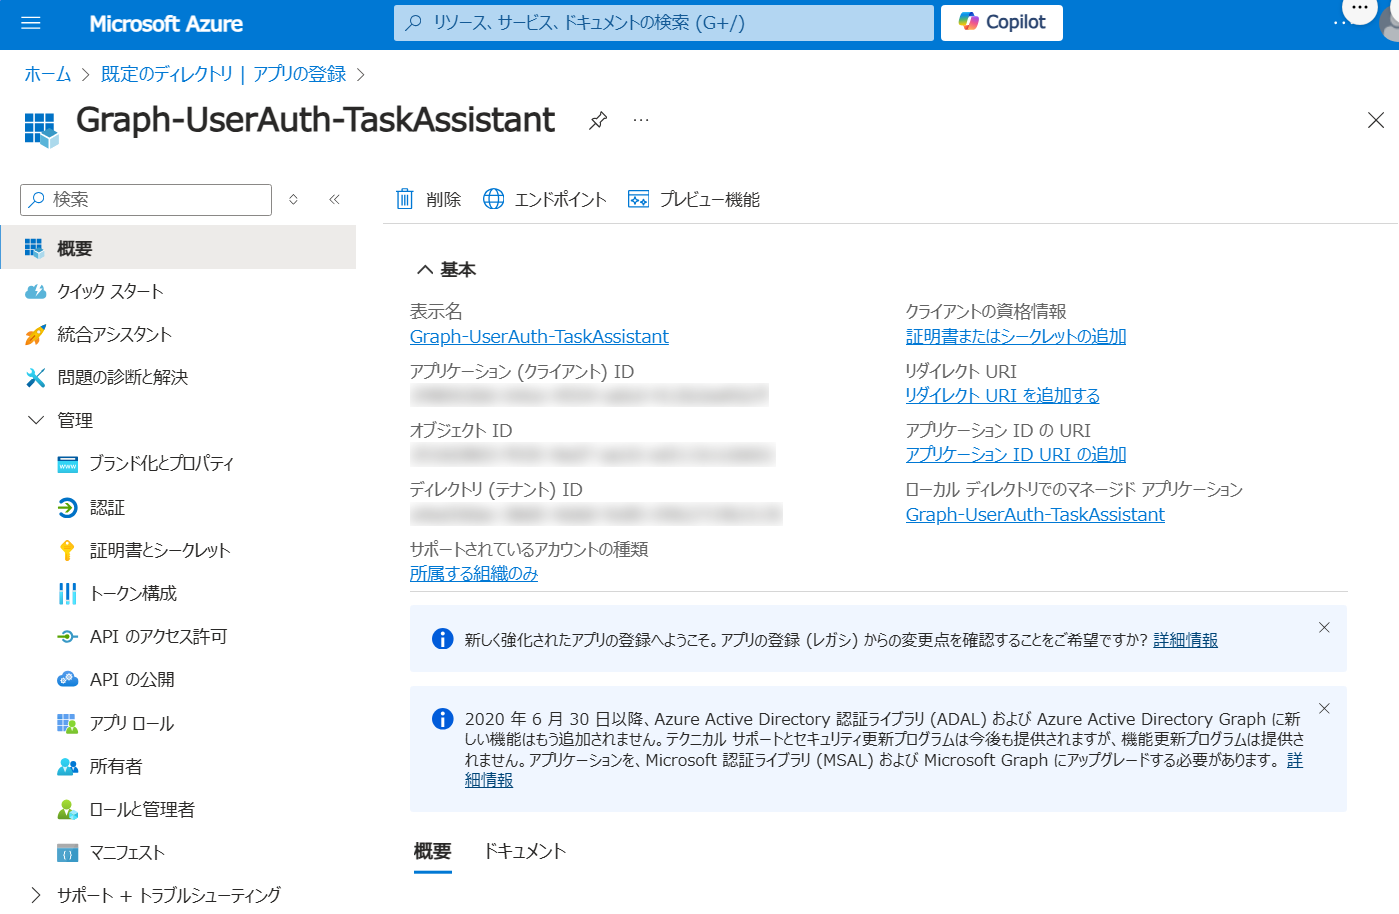 Microsoft Azure
リソース、サービス、ドキュメントの検索 (G+/)
Copilot
ホーム > 既定のディレクトリ | アプリの登録 >
Graph-UserAuth-TaskAssistant
検索
削除
エンドポイント
プレビュー機能
概要
クイック スタート
統合アシスタント
問題の診断と解決
管理
ブランド化とプロパティ
認証
証明書とシークレット
トークン構成
API のアクセス許可
API の公開
アプリ ロール
所有者
ロールと管理者
マニフェスト
サポート + トラブルシューティング
基本
表示名
Graph-UserAuth-TaskAssistant
アプリケーション (クライアント) ID
オブジェクト ID
ディレクトリ (テナント) ID
サポートされているアカウントの種類
所属する組織のみ
クライアントの資格情報
証明書またはシークレットの追加
リダイレクト URI
リダイレクト URI を追加する
アプリケーション ID の URI
アプリケーション ID URI の追加
ローカル ディレクトリでのマネージド アプリケーション
Graph-UserAuth-TaskAssistant
新しく強化されたアプリの登録へようこそ。アプリの登録 (レガシ) からの変更点を確認することをご希望ですか? 詳細情報
2020 年 6 月 30 日以降、Azure Active Directory 認証ライブラリ (ADAL) および Azure Active Directory Graph に新
しい機能はもう追加されません。テクニカル サポートとセキュリティ更新プログラムは今後も提供されますが、機能更新プログラムは提供さ
れません。アプリケーションを、Microsoft 認証ライブラリ (MSAL) および Microsoft Graph にアップグレードする必要があります。 詳
細情報
概要
ドキュメント